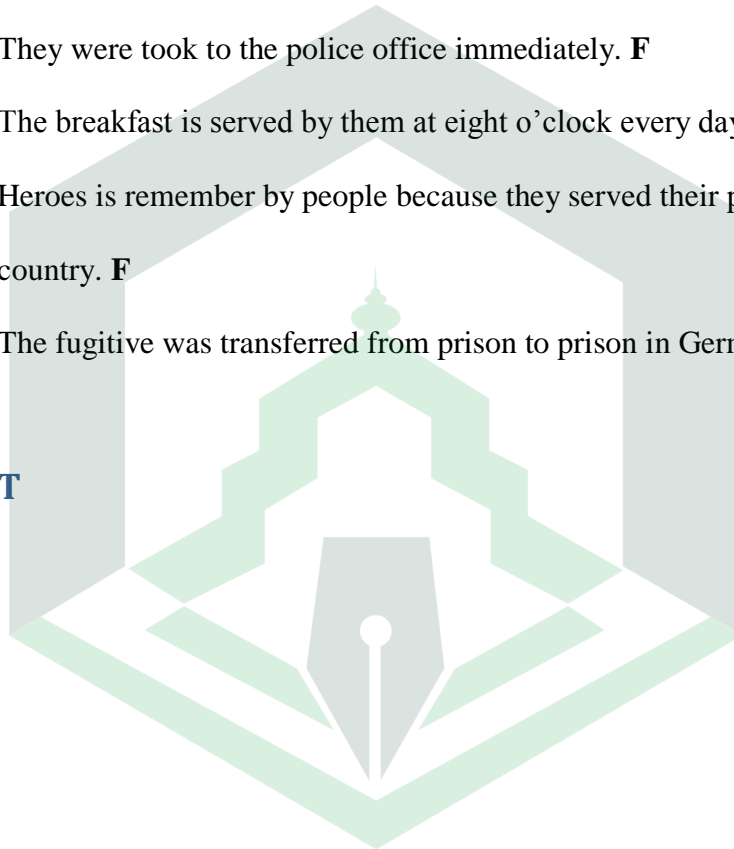 They were took to the police office immediately. F
The breakfast is served by them at eight o’clock every day
Heroes is remember by people because they served their
country. F
The fugitive was transferred from prison to prison in
T